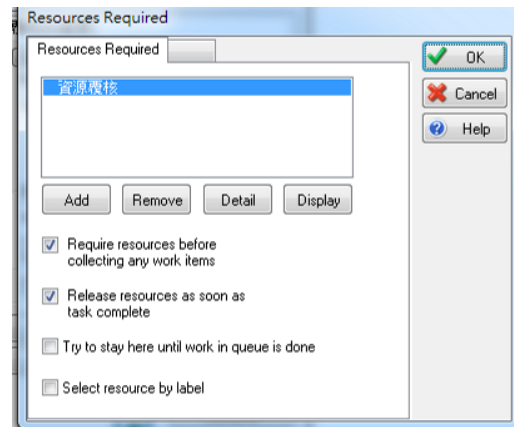 Resources Required
Resources Required
資源覆核
Add
Remove
Detail
Display
Require resources before
collecting any work items
Release resources as soon as
task complete
Try to stay here until work in queue is done
Select resource by label
OK
Cancel
Help